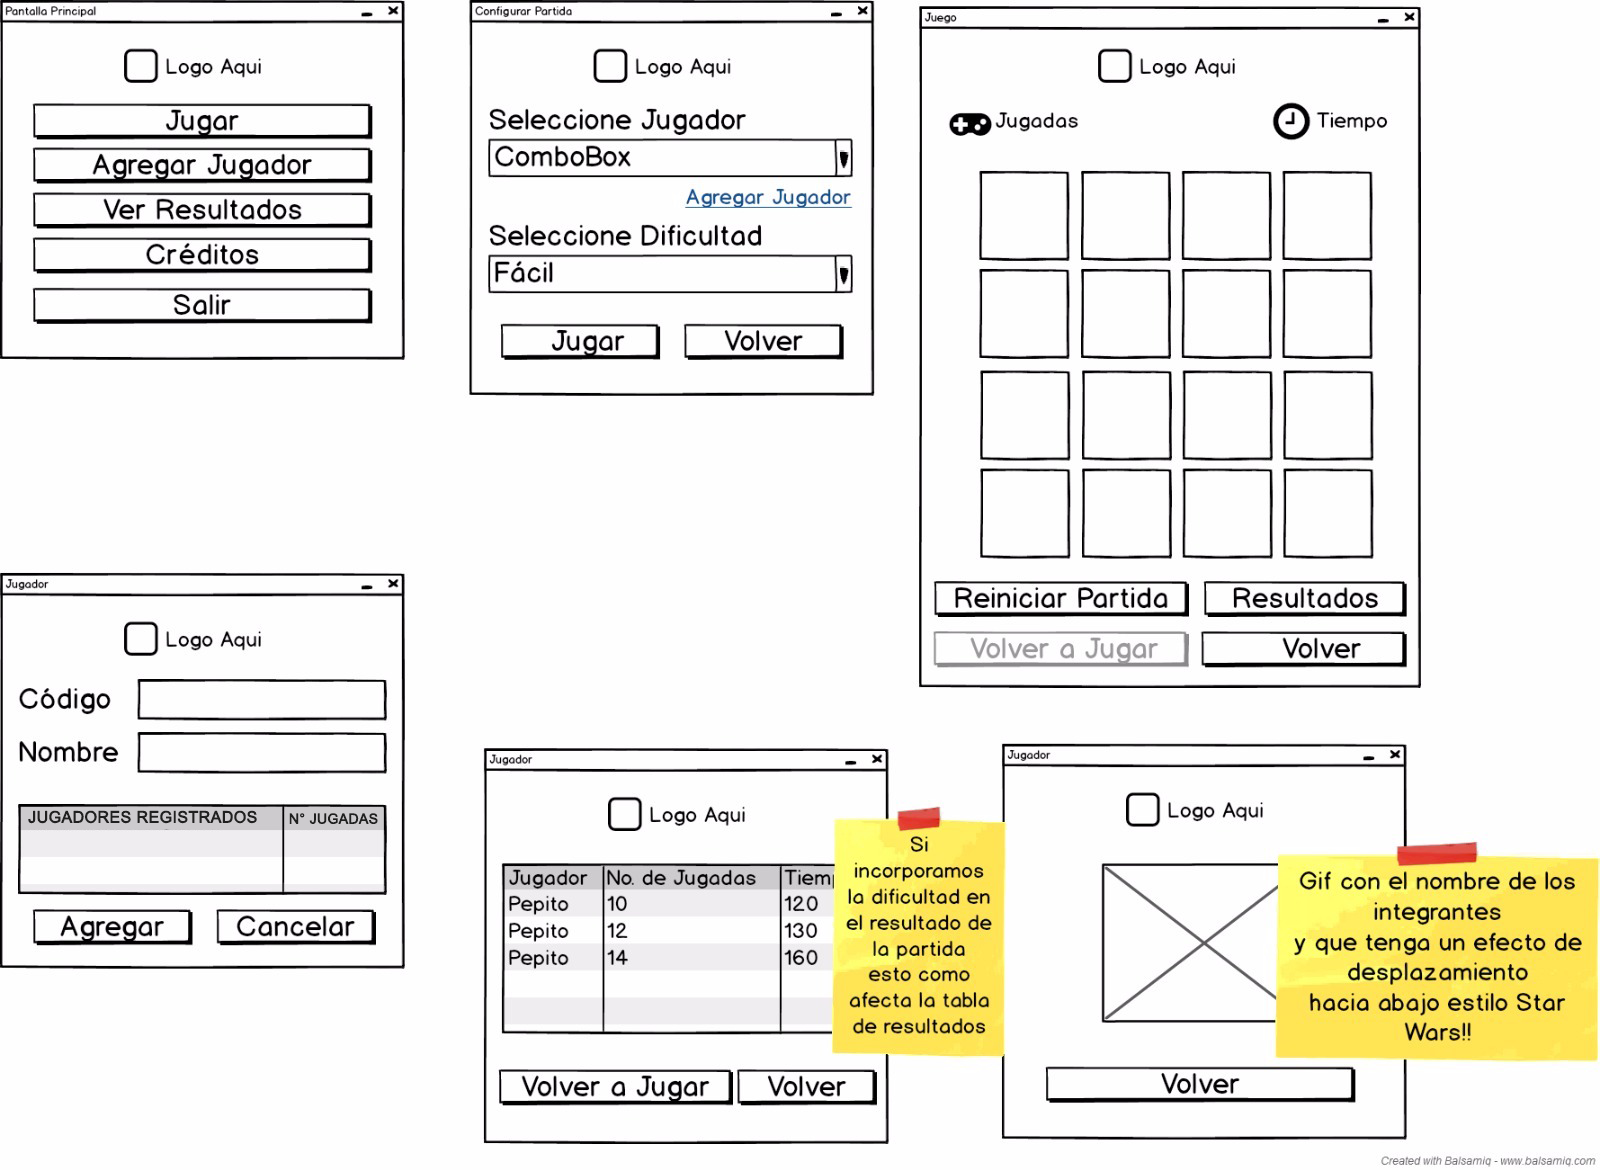 Pantalla Principal
Logo Aqui
Jugar
Agregar Jugador
Ver Resultados
Créditos
Salir
Configurar Partida
Logo Aqui
Seleccione Jugador
ComboBox
Agregar Jugador
Seleccione Dificultad
Fácil
Jugar Volver
Juego
Logo Aqui
Jugadas Tiempo
Reiniciar Partida Resultados
Volver a Jugar Volver
Jugador
Logo Aqui
Código
Nombre
JUGADORES REGISTRADOS N° JUGADAS
Agregar Cancelar
Jugador
Logo Aqui
Jugador No. de Jugadas Tiem
Pepito 10 120
Pepito 12 130
Pepito 14 160
Volver a Jugar Volver
Si
incorporamos
la dificultad en
el resultado de
la partida
esto como
afecta la tabla
de resultados
Jugador
Logo Aqui
Volver
Gif con el nombre de los
integrantes
y que tenga un efecto de
desplazamiento
hacia abajo estilo Star
Wars!!
Created with Balsamiq - www.balsamiq.com